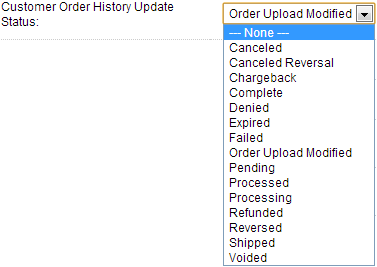 Customer Order History Update
Status:
Order Upload Modified
--- None ---
Canceled
Canceled Reversal
Chargeback
Complete
Denied
Expired
Failed
Order Upload Modified
Pending
Processed
Processing
Refunded
Reversed
Shipped
Voided